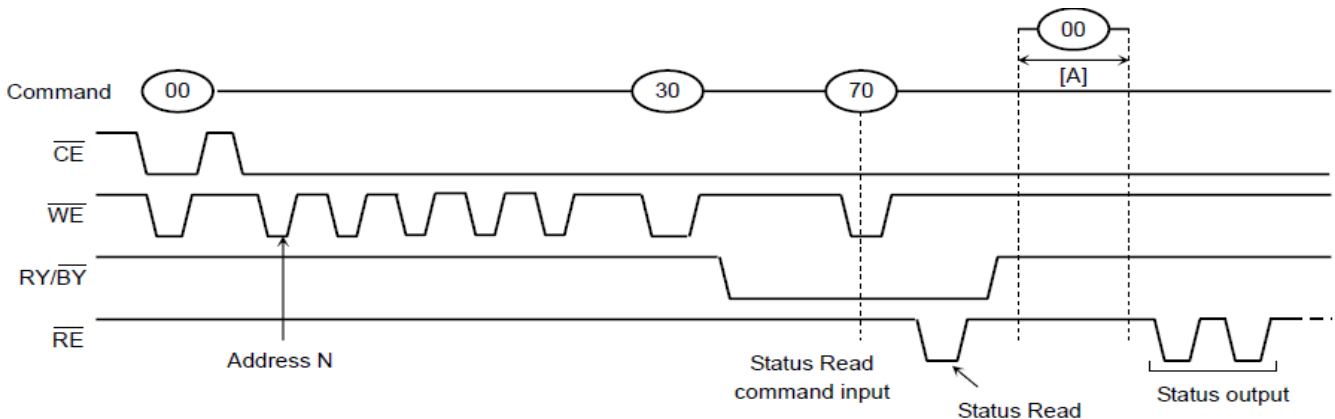 00
[A]
Command 00 30 70
CE
WE
RY/BY
RE
Address N
Status Read
command input
Status Read
Status output